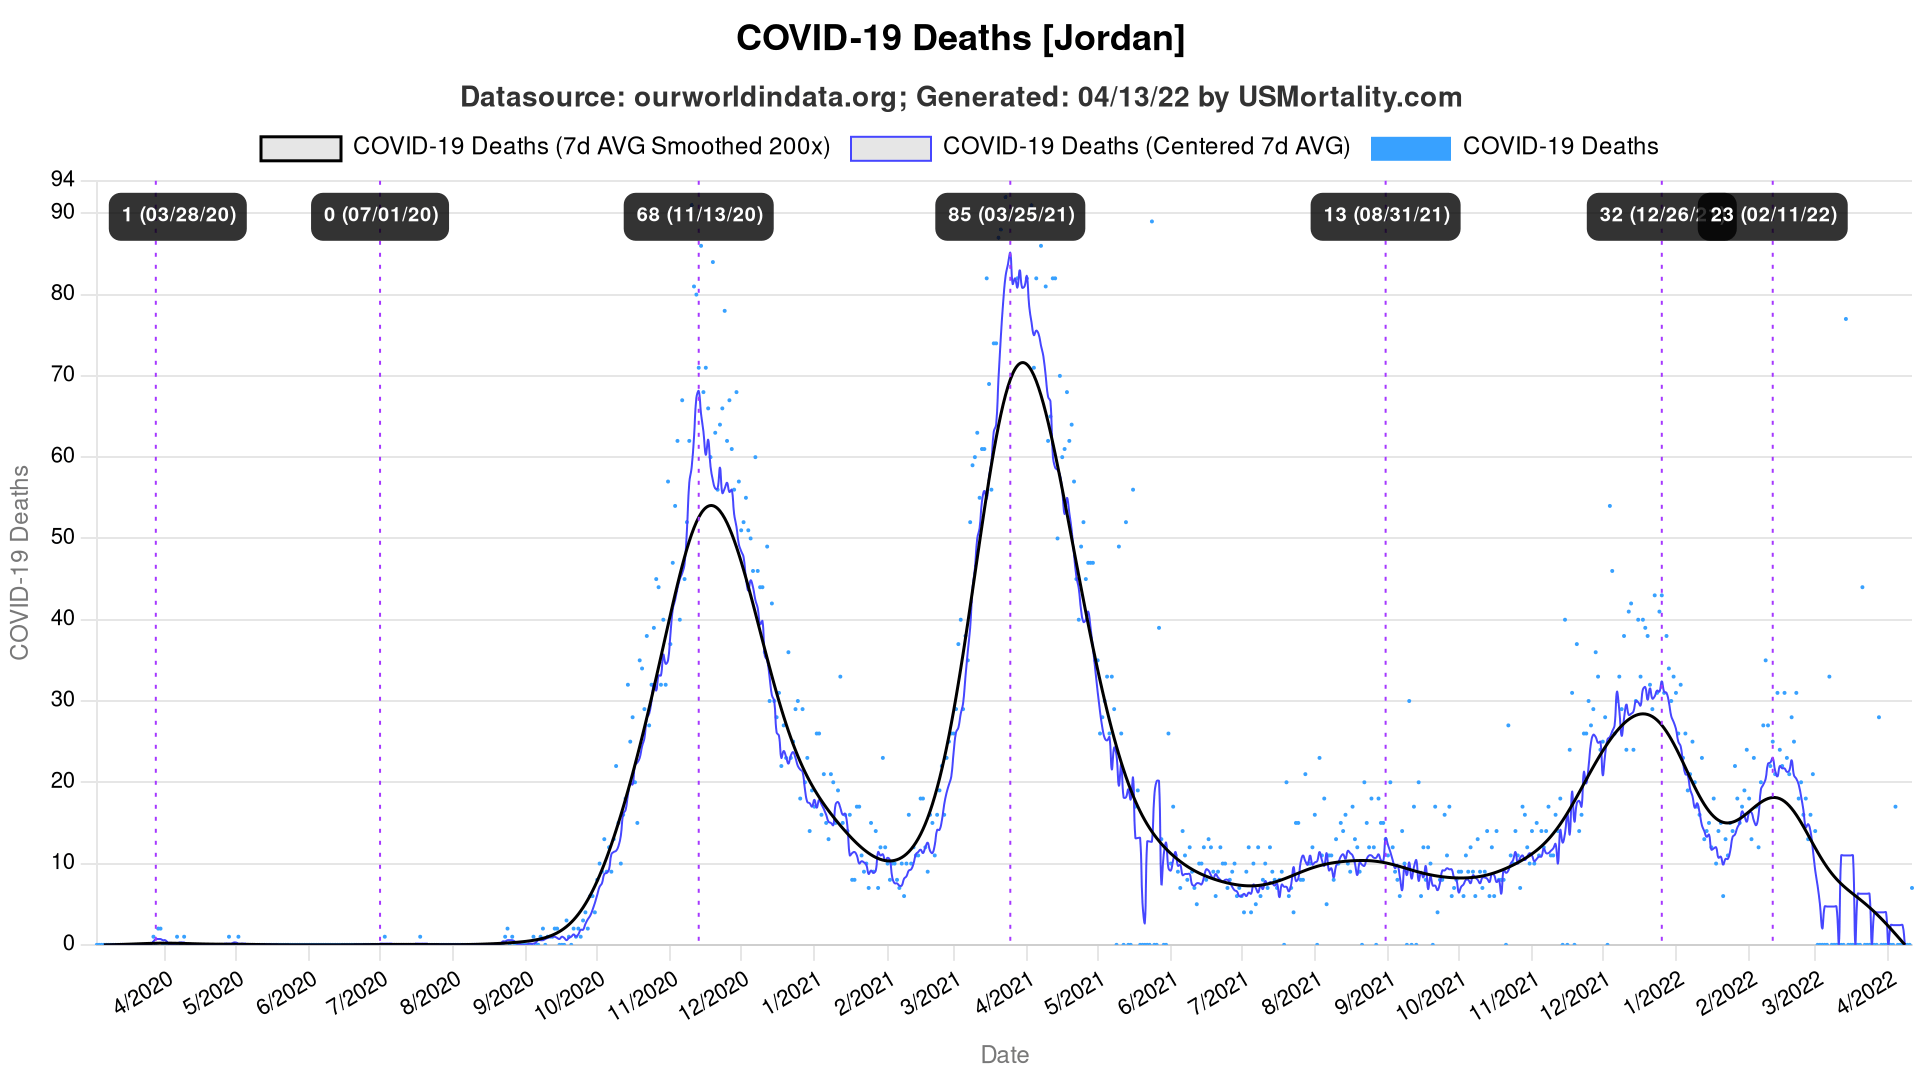 COVID-19 Deaths [Jordan]
Datasource: ourworldindata.org; Generated: 04/13/22 by USMortality.com
COVID-19 Deaths (7d AVG Smoothed 200x) COVID-19 Deaths (Centered 7d AVG) COVID-19 Deaths
94
90
80
70
60
50
40
30
20
10
0
COVID-19 Deaths
1 (03/28/20) 0 (07/01/20) 68 (11/13/20) 85 (03/25/21) 13 (08/31/21) 32 (12/26/2 23 (02/11/22)
4/2020 5/2020 6/2020 7/2020 8/2020 9/2020 10/2020 11/2020 12/2020 1/2021 2/2021 3/2021 4/2021 5/2021 6/2021 7/2021 8/2021 9/2021 10/2021 11/2021 12/2021 1/2022 2/2022 3/2022 4/2022
Date